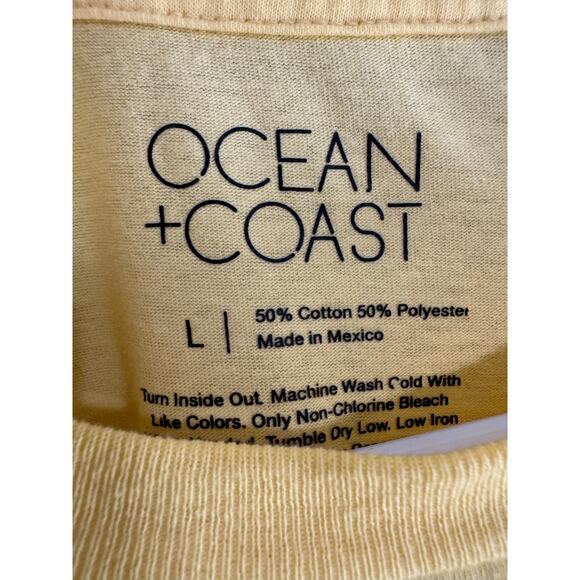 OCEAN
+COAST
L
50% Cotton 50% Polyester
Made in Mexico
Turn Inside Out. Machine Wash Cold With
Like Colors. Only Non-Chlorine Bleach
Tumble Dry Low. Low Iron